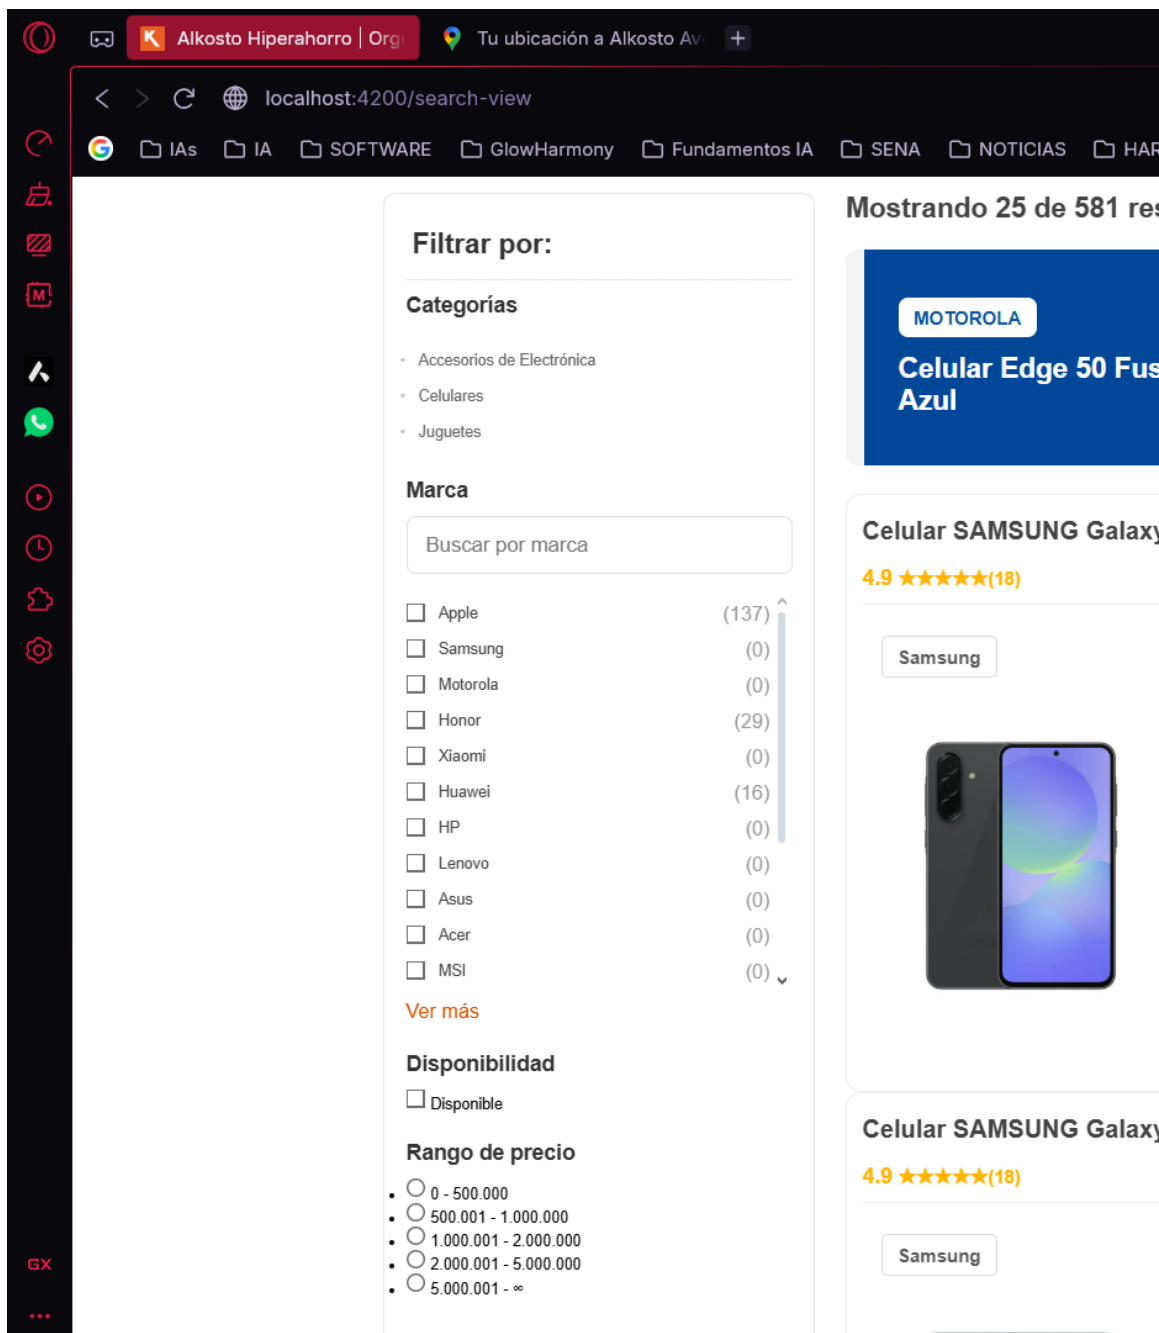 Alkosto Hiperahorro | Org
Tu ubicación a Alkosto Av
localhost:4200/search-view
IAs
IA
SOFTWARE
GlowHarmony
Fundamentos IA
SENA
NOTICIAS
HAR
Filtrar por:
Categorías
Accesorios de Electrónica
Celulares
Juguetes
Marca
Buscar por marca
Apple (137)
Samsung (0)
Motorola (0)
Honor (29)
Xiaomi (0)
Huawei (16)
HP (0)
Lenovo (0)
Asus (0)
Acer (0)
MSI (0)
Ver más
Disponibilidad
Disponible
Rango de precio
0 - 500.000
500.001 - 1.000.000
1.000.001 - 2.000.000
2.000.001 - 5.000.000
5.000.001 - ∞
Mostrando 25 de 581 res
MOTOROLA
Celular Edge 50 Fus
Azul
Celular SAMSUNG Galaxy
4.9 ★★★★★(18)
Samsung
Celular SAMSUNG Galaxy
4.9 ★★★★★(18)
Samsung
GX